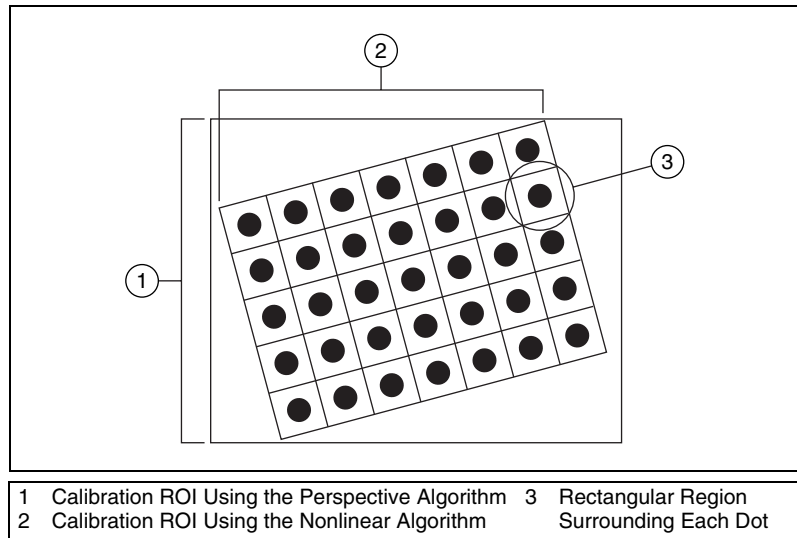 2
3
1
1 Calibration ROI Using the Perspective Algorithm 3 Rectangular Region
2 Calibration ROI Using the Nonlinear Algorithm Surrounding Each Dot